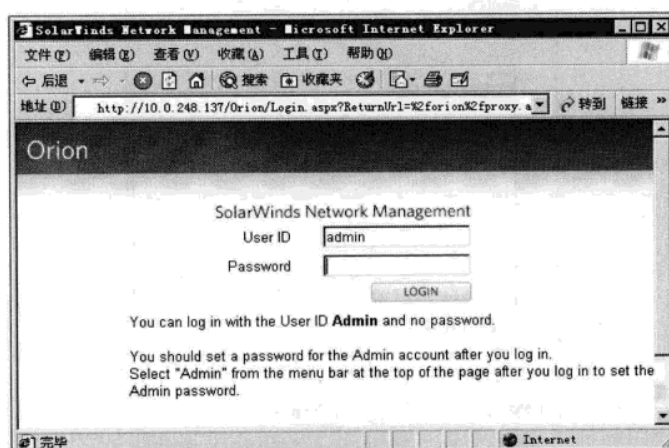 SolarWinds Network Management - Microsoft Internet Explorer
文件(F) 编辑(E) 查看(V) 收藏(A) 工具(T) 帮助(H)
后退 搜索 收藏夹
地址(D) http://10.0.248.137/Orion/Login.aspx?ReturnUrl=%2forion%2fproxy.a 转到 链接 »
Orion
SolarWinds Network Management
User ID admin
Password
LOGIN
You can log in with the User ID Admin and no password.
You should set a password for the Admin account after you log in.
Select "Admin" from the menu bar at the top of the page after you log in to set the
Admin password.
完毕 Internet